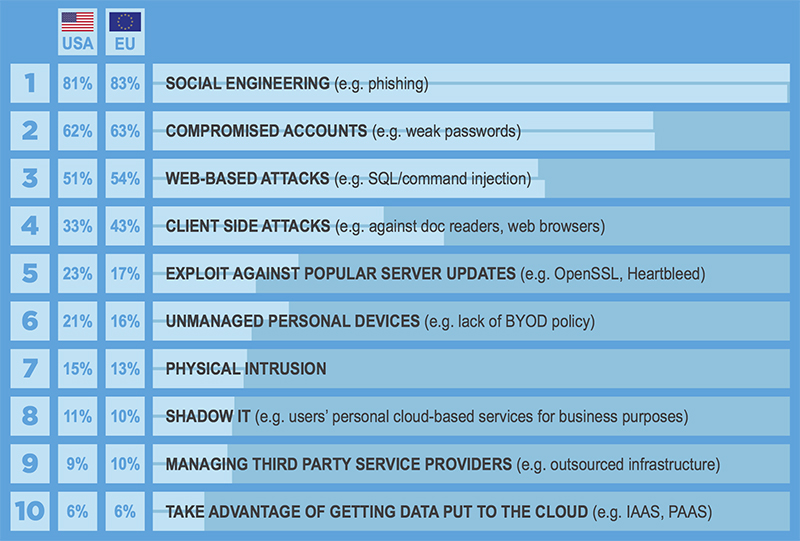 USA EU
1 81% 83% SOCIAL ENGINEERING (e.g. phishing)
2 62% 63% COMPROMISED ACCOUNTS (e.g. weak passwords)
3 51% 54% WEB-BASED ATTACKS (e.g. SQL/command injection)
4 33% 43% CLIENT SIDE ATTACKS (e.g. against doc readers, web browsers)
5 23% 17% EXPLOIT AGAINST POPULAR SERVER UPDATES (e.g. OpenSSL, Heartbleed)
6 21% 16% UNMANAGED PERSONAL DEVICES (e.g. lack of BYOD policy)
7 15% 13% PHYSICAL INTRUSION
8 11% 10% SHADOW IT (e.g. users’ personal cloud-based services for business purposes)
9 9% 10% MANAGING THIRD PARTY SERVICE PROVIDERS (e.g. outsourced infrastructure)
10 6% 6% TAKE ADVANTAGE OF GETTING DATA PUT TO THE CLOUD (e.g. IAAS, PAAS)